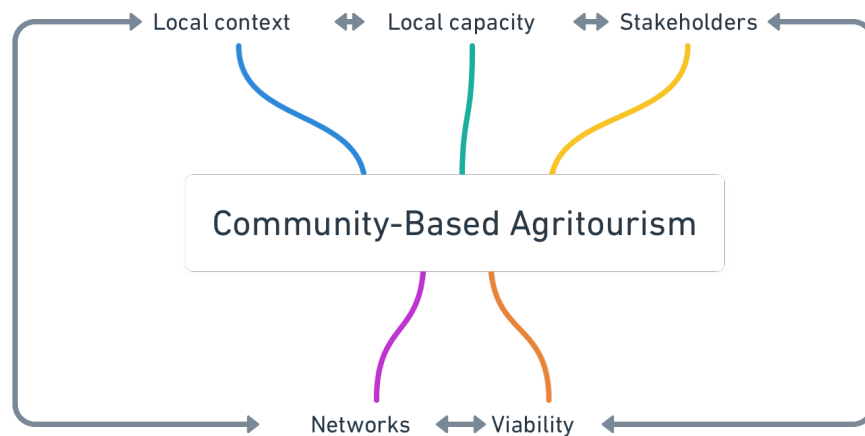 Local context
Local capacity
Stakeholders
Community-Based Agritourism
Networks
Viability